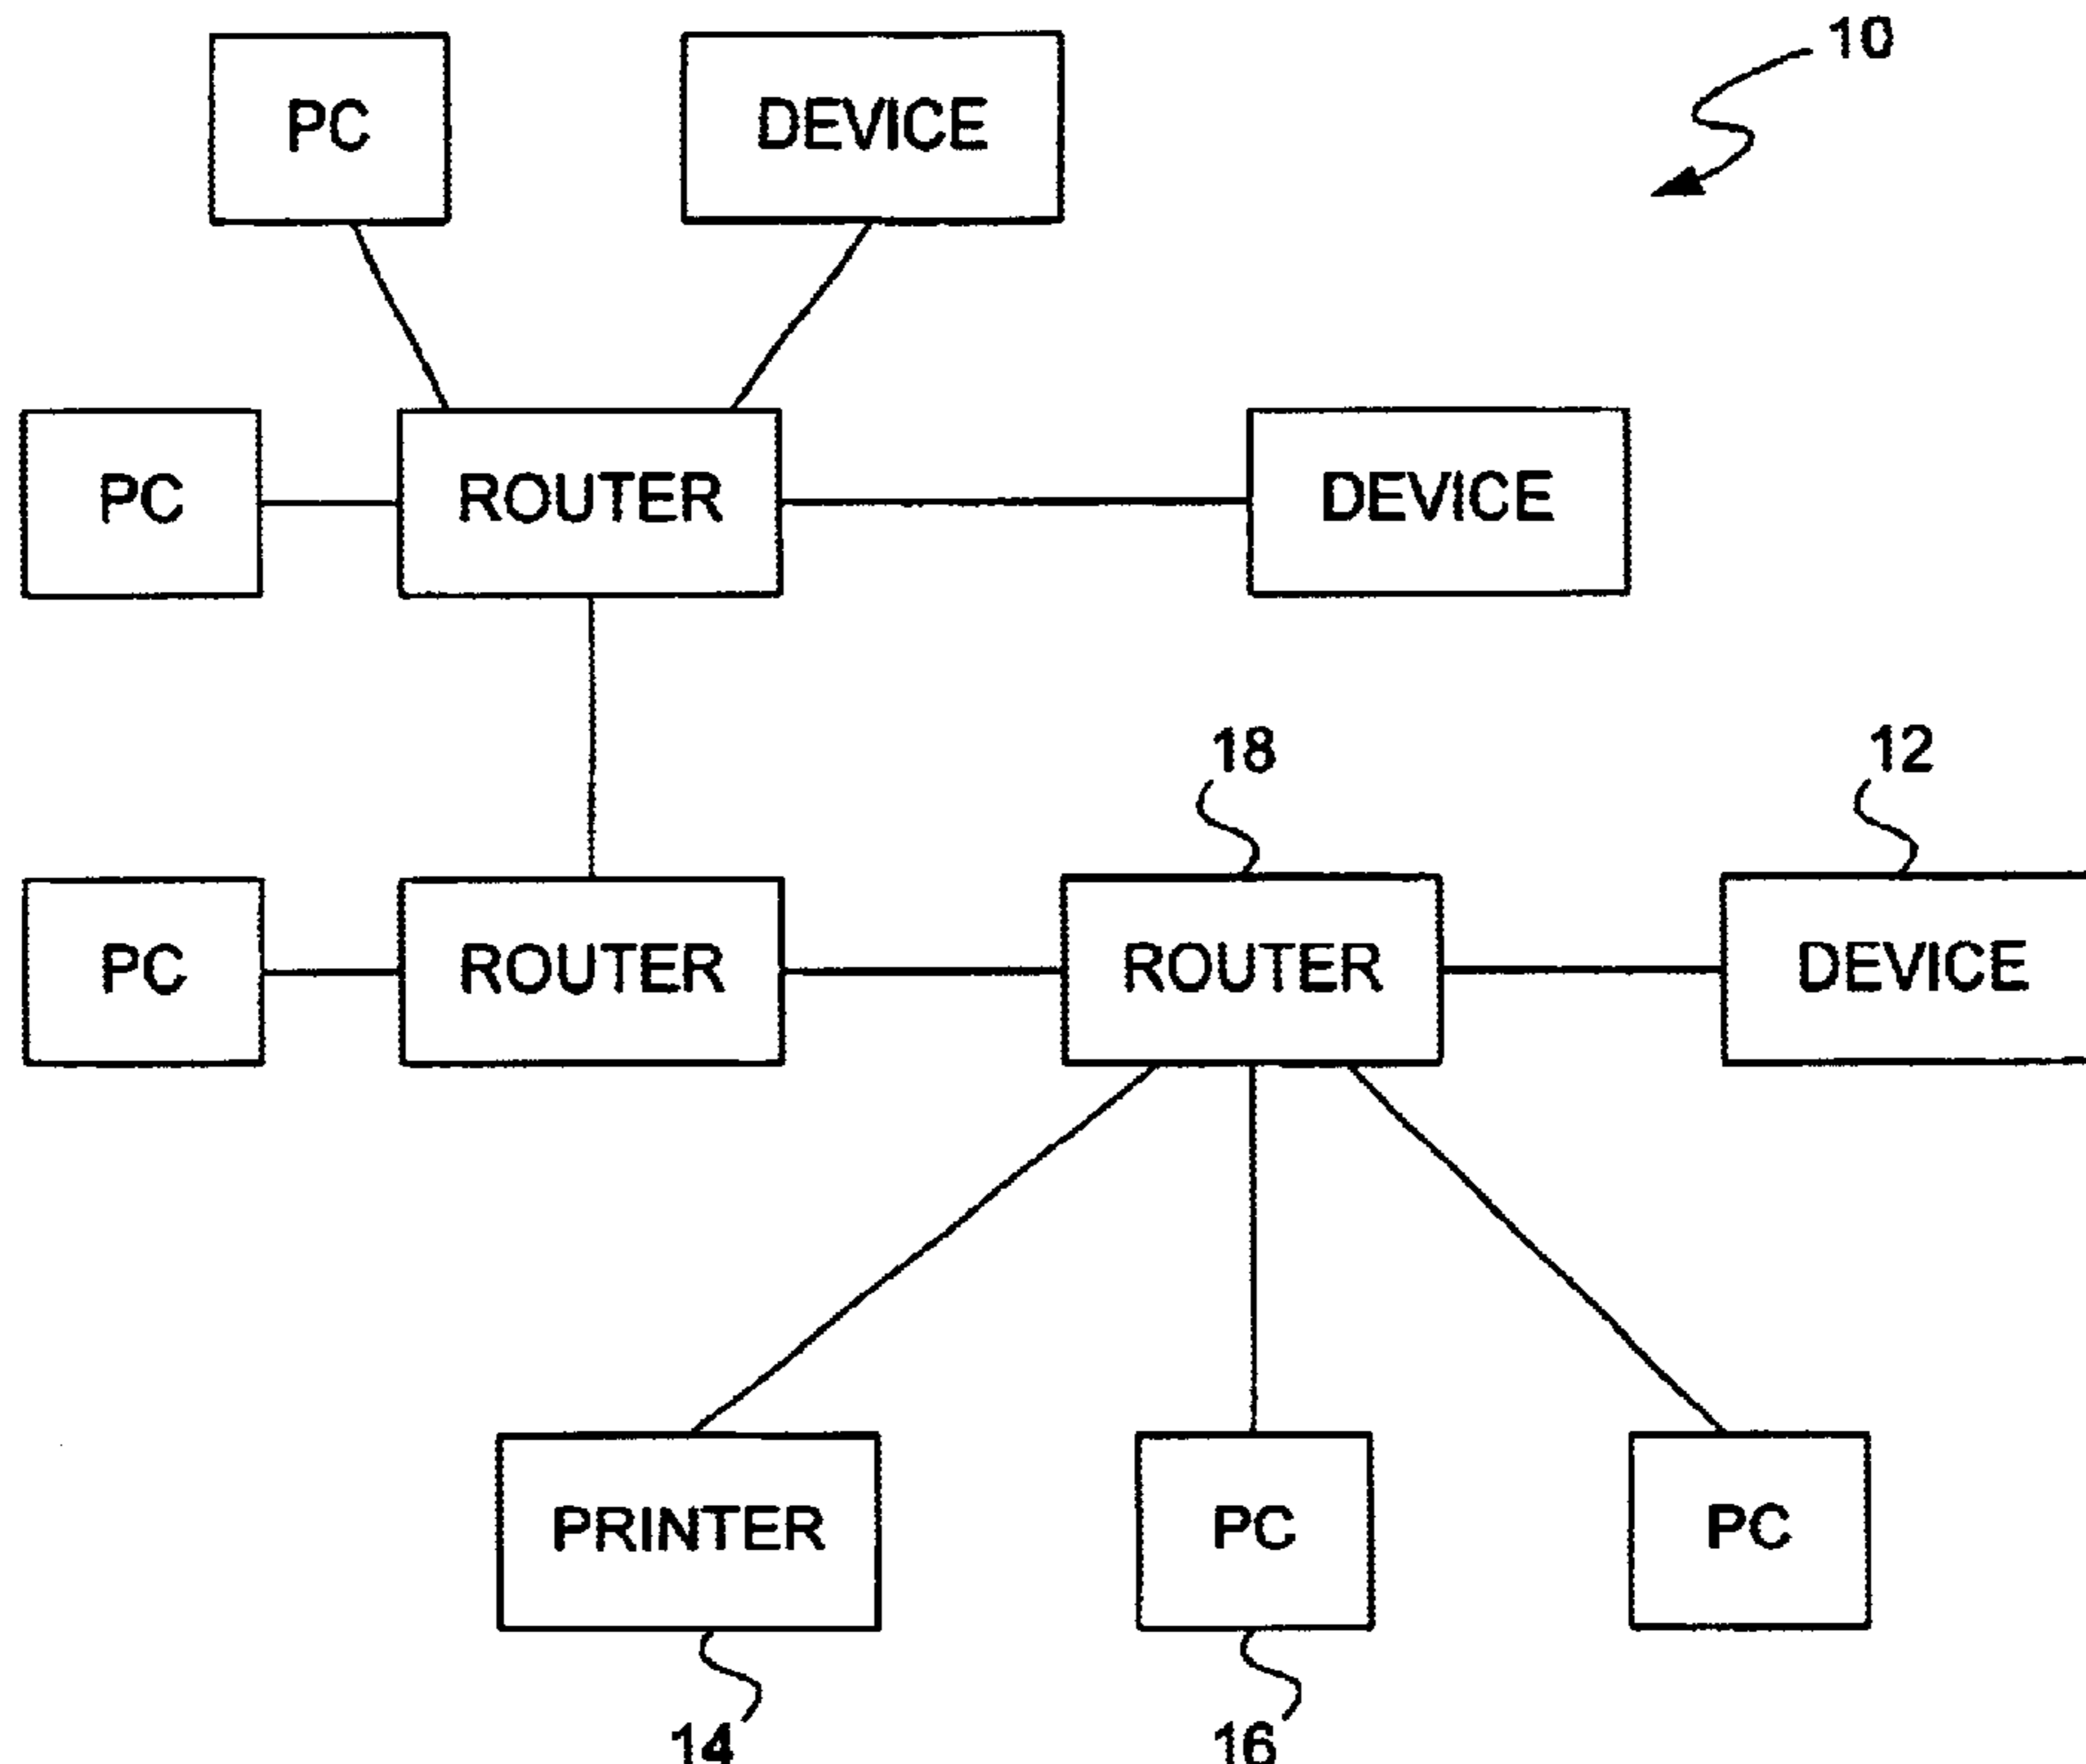 10
PC
DEVICE
PC
ROUTER
DEVICE
18
12
PC
ROUTER
ROUTER
DEVICE
PRINTER
PC
PC
14
16